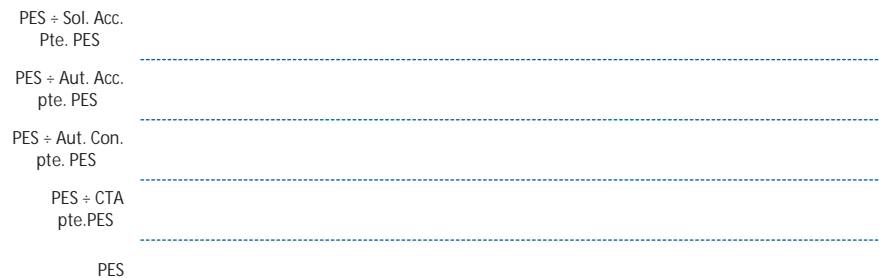 PES ÷ Sol. Acc.
Pte. PES
PES ÷ Aut. Acc.
pte. PES
PES ÷ Aut. Con.
pte. PES
PES ÷ CTA
pte.PES
PES